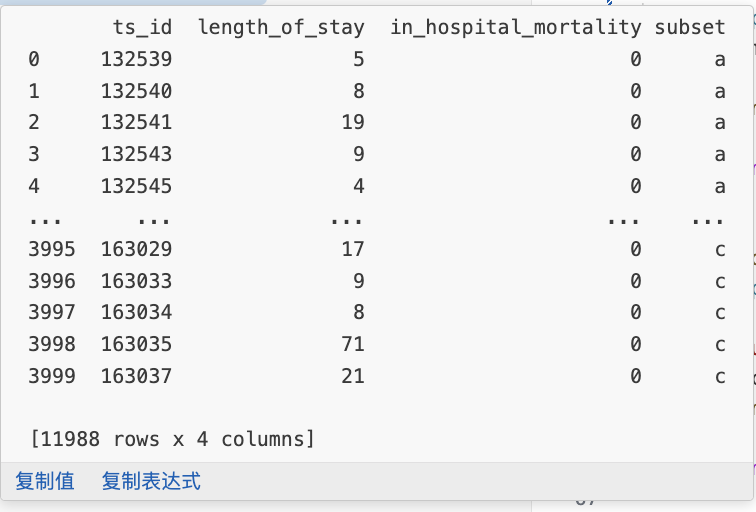 ts_id length_of_stay in_hospital_mortality subset
0 132539 5 0 a
1 132540 8 0 a
2 132541 19 0 a
3 132543 9 0 a
4 132545 4 0 a
... ... ... ... ...
3995 163029 17 0 c
3996 163033 9 0 c
3997 163034 8 0 c
3998 163035 71 0 c
3999 163037 21 0 c
[11988 rows x 4 columns]
复制值 复制表达式